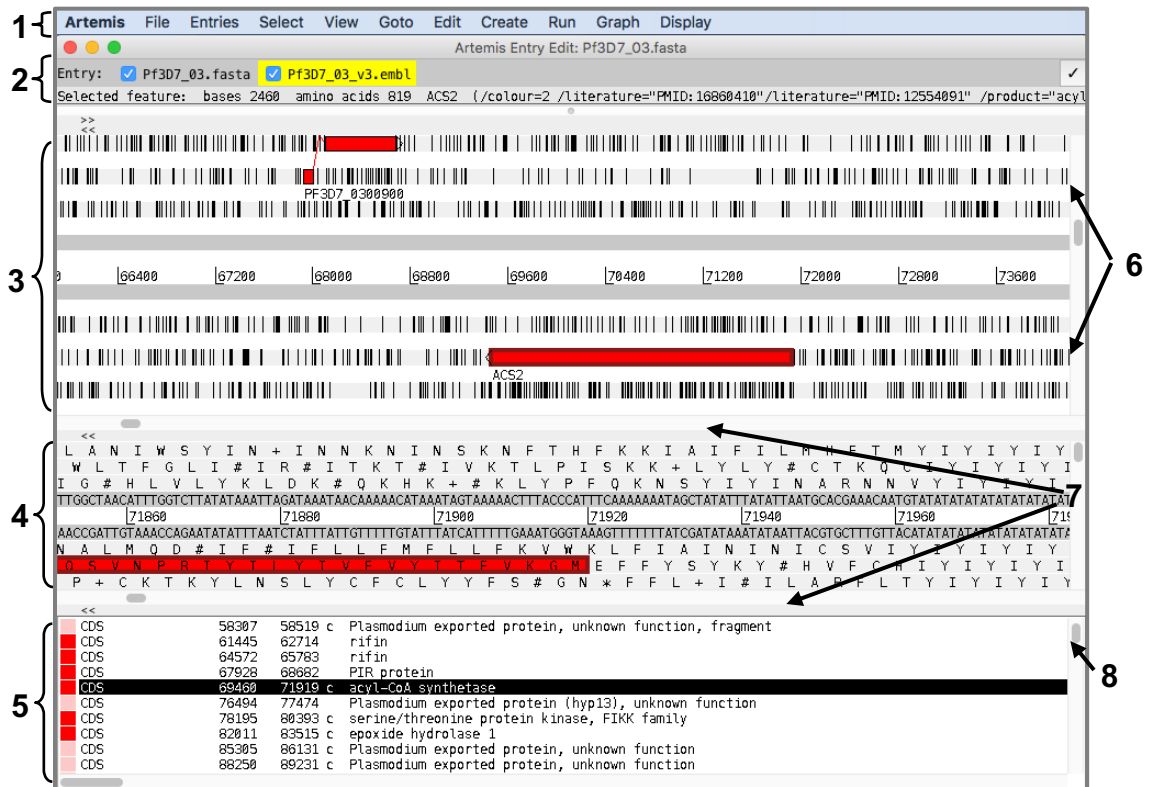 1 Artemis File Entries Select View Goto Edit Create Run Graph Display
Artemis Entry Edit: Pf3D7_03.fasta
2 Entry: Pf3D7_03.fasta Pf3D7_03_v3.embl
Selected feature: bases 2460 amino acids 819 ACS2 (/colour=2 /literature="PMID:16860410"/literature="PMID:12554091" /product="acyl
>>
<<
PF3D7_0300900
3 66400 67200 68000 68800 69600 70400 71200 72000 72800 73600 6
ACS2
<<
L A N I W S Y I N + I N N K N I N S K N F T H F K K I A I F I L M H E T M Y I Y I Y I Y
W L T F G L I # I R # I T K T # I V K T L P I S K K + L Y L Y # C T K Q C I Y I Y I Y I
I G # H L V L Y K L D K # Q K H K + # K L Y P F Q K N S Y I Y I N A R N N V Y I Y I Y I
7
4 71860 71880 71900 71920 71940 71960
N A L M Q D # I F # I F L L F M F L L F K V W K L F I A I N I N I C S V I Y I Y I Y I Y
Q S V N P R I Y I L Y I V F V Y I T F V K G M E F F Y S Y K Y # H V F C H I Y I Y I Y I
P + C K T K Y L N S L Y C F C L Y Y F S # G N * F F L + I # I L A R F L T Y I Y I Y I Y
<<
CDS 58307 58519 c Plasmodium exported protein, unknown function, fragment
CDS 61445 62714 rifin
CDS 64572 65783 rifin
CDS 67928 68682 PIR protein
CDS 69460 71919 c acyl-CoA synthetase
5 CDS 76494 77474 Plasmodium exported protein (hyp13), unknown function
CDS 78195 80393 c serine/threonine protein kinase, FIKK family
CDS 82011 83515 c epoxide hydrolase 1
CDS 85305 86131 c Plasmodium exported protein, unknown function
CDS 88250 89231 c Plasmodium exported protein, unknown function
8